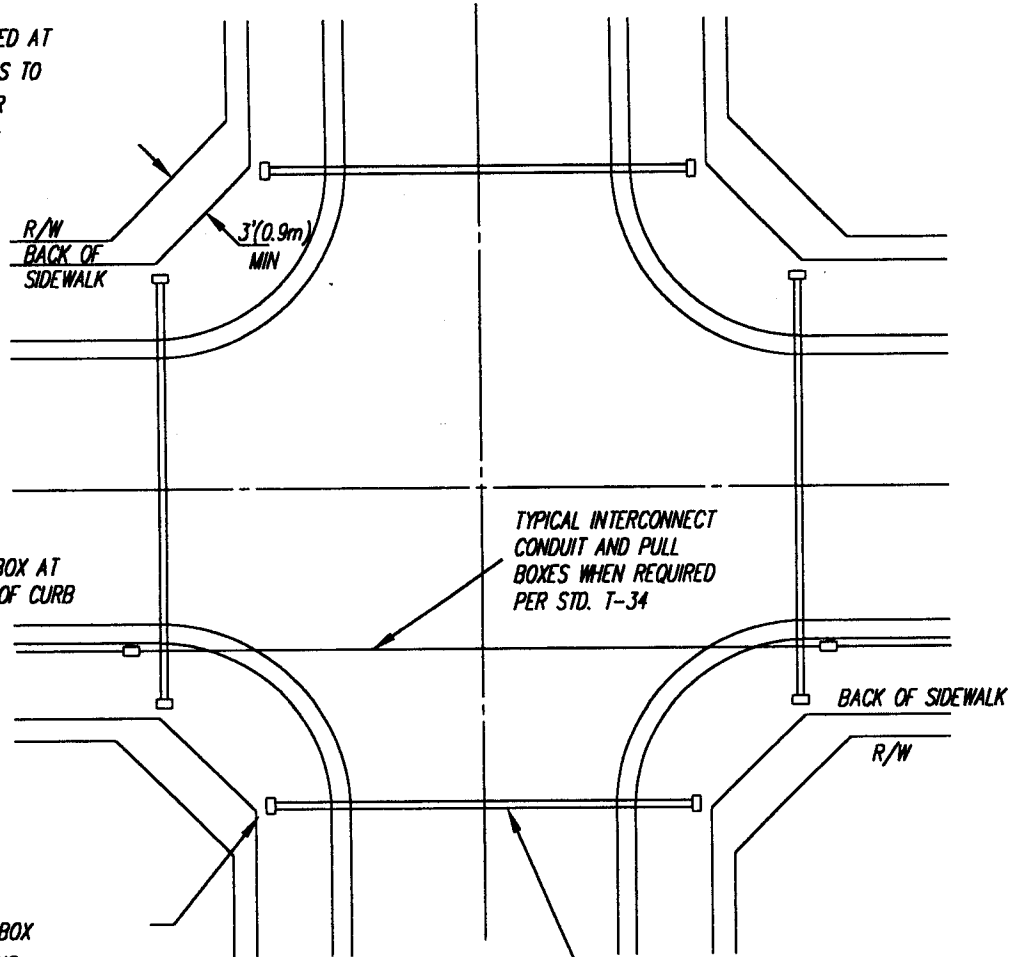 ED AT
S TO
R
R/W
BACK OF
SIDEWALK
3'(0.9m)
MIN
TYPICAL INTERCONNECT
CONDUIT AND PULL
BOXES WHEN REQUIRED
PER STD. T-34
BOX AT
OF CURB
BACK OF SIDEWALK
R/W
BOX